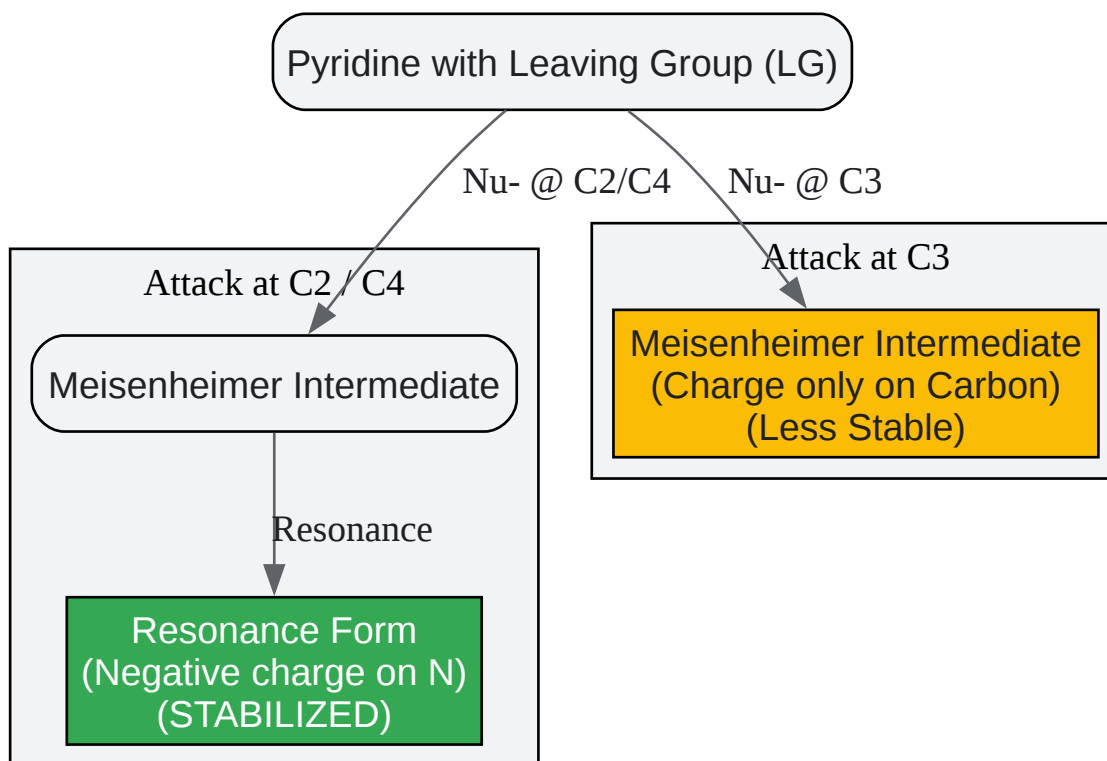 Pyridine with Leaving Group (LG)
Nu- @ C2/C4
Nu- @ C3
Attack at C2 / C4
Attack at C3
Meisenheimer Intermediate
Meisenheimer Intermediate
(Charge only on Carbon)
(Less Stable)
Resonance
Resonance Form
(Negative charge on N)
(STABILIZED)